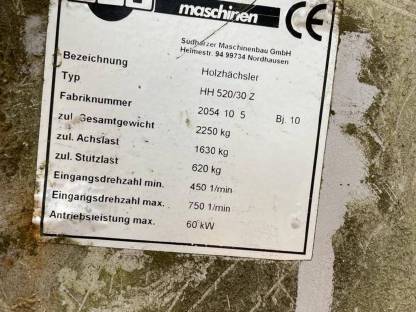 maschinen CE
Südharzer Maschinenbau GmbH
Helmestr. 94 99734 Nordhausen
Bezeichnung Holzhächsler
Typ HH 520/30 Z
Fabriknummer 2054 10 5 Bj. 10
zul. Gesamtgewicht 2250 kg
zul. Achslast 1630 kg
zul. Stützlast 620 kg
Eingangsdrehzahl min. 450 1/min
Eingangsdrehzahl max. 750 1/min
Antriebsleistung max. 60 kW